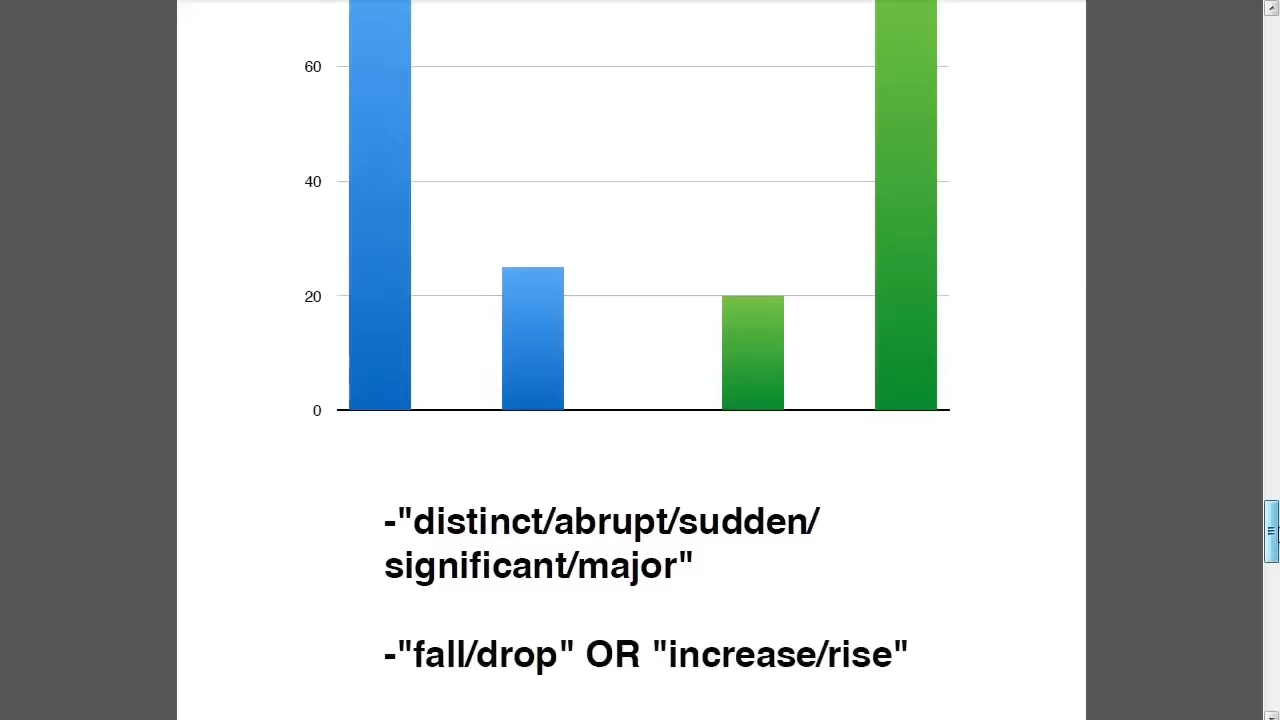 60
40
20
0
-"distinct/abrupt/sudden/
significant/major"
-"fall/drop" OR "increase/rise"